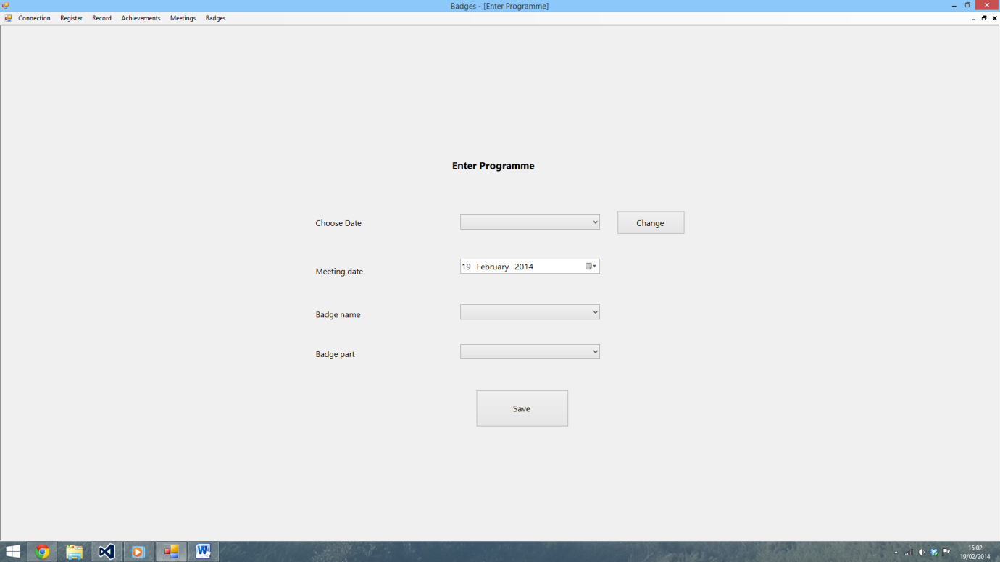 Badges - [Enter Programme]
Connection Register Record Achievements Meetings Badges
Enter Programme
Choose Date
Change
Meeting date
19 February 2014
Badge name
Badge part
Save
15:02
19/02/2014